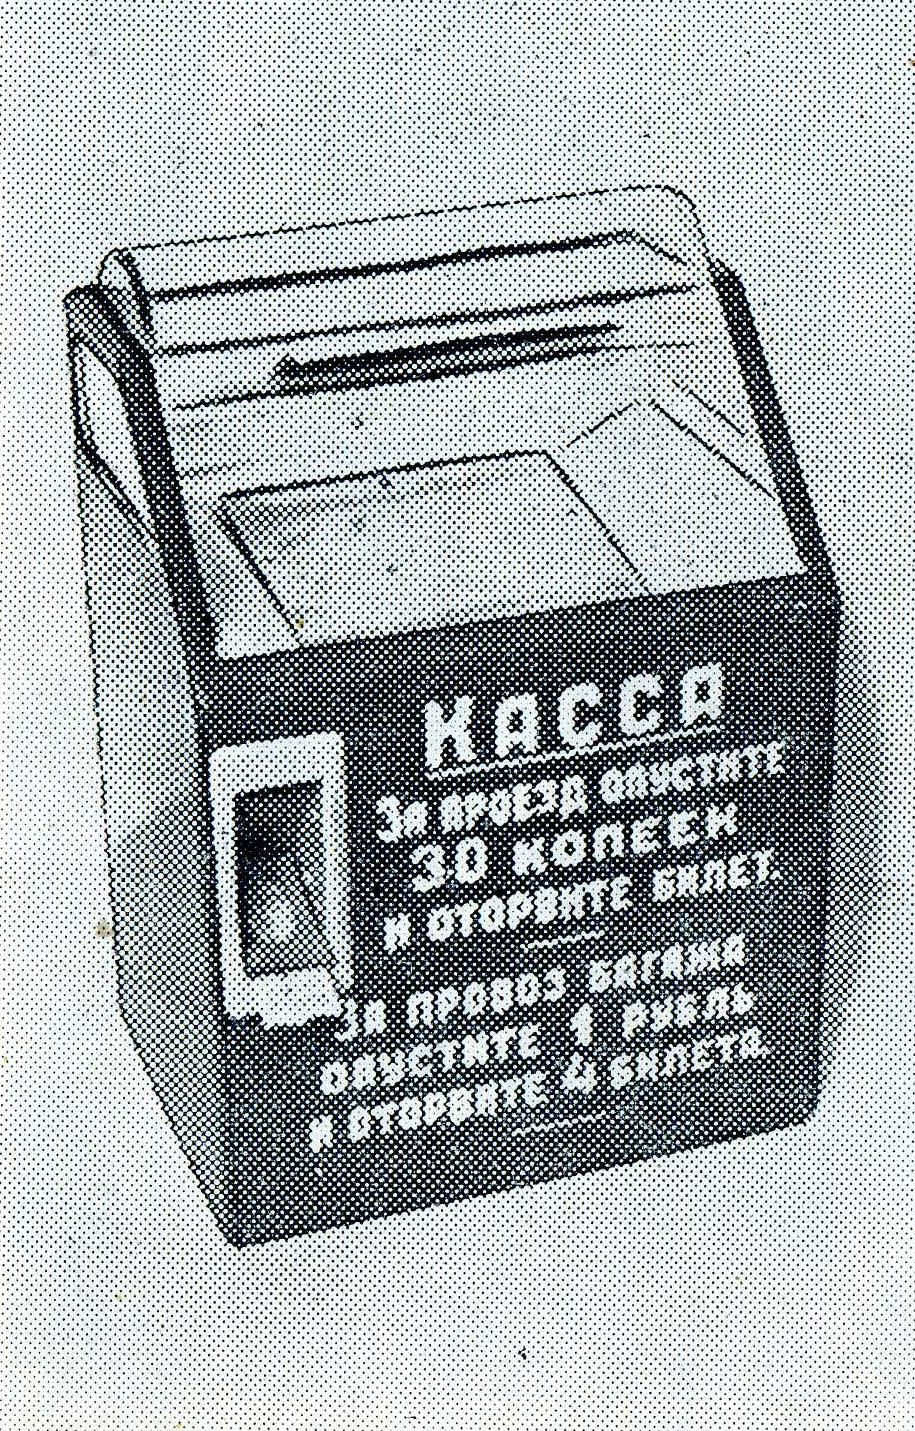 КАССА
За ПРОЕЗД ОПУСТИТЕ
30 КОПЕЕК
И ОТОРВИТЕ БИЛЕТ.
За ПРОВОЗ БАГАЖА
ОПУСТИТЕ 1 РУБЛЬ
И ОТОРВИТЕ 4 БИЛЕТА.